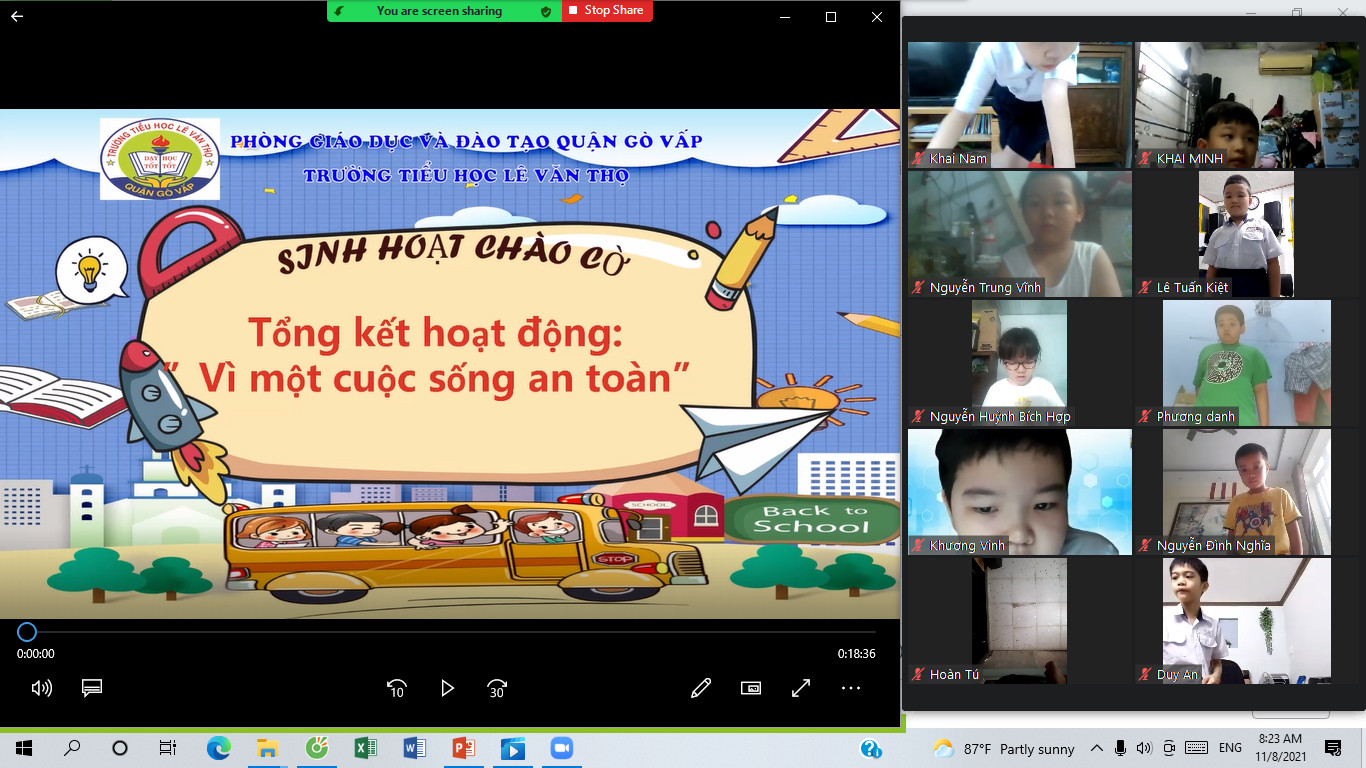 You are screen sharing
Stop Share
TRƯỜNG TIỂU HỌC LÊ VĂN THỌ
DẠY TỐT
HỌC TỐT
QUẬN GÒ VẤP
PHÒNG GIÁO DỤC VÀ ĐÀO TẠO QUẬN GÒ VẤP
TRƯỜNG TIỂU HỌC LÊ VĂN THỌ
SINH HOẠT CHÀO CỜ
Tổng kết hoạt động:
” Vì một cuộc sống an toàn”
SCHOOL
Back to
School
STOP
0:00:00
0:18:36
10
30
Khai Năm
KHAI MINH
Nguyễn Trung Vĩnh
Lê Tuấn Kiệt
Nguyễn Huỳnh Bích Hợp
Phương danh
Khương Vinh
Nguyễn Đình Nghĩa
Hoàn Tú
Duy An
87°F Partly sunny
ENG
8:23 AM
11/8/2021